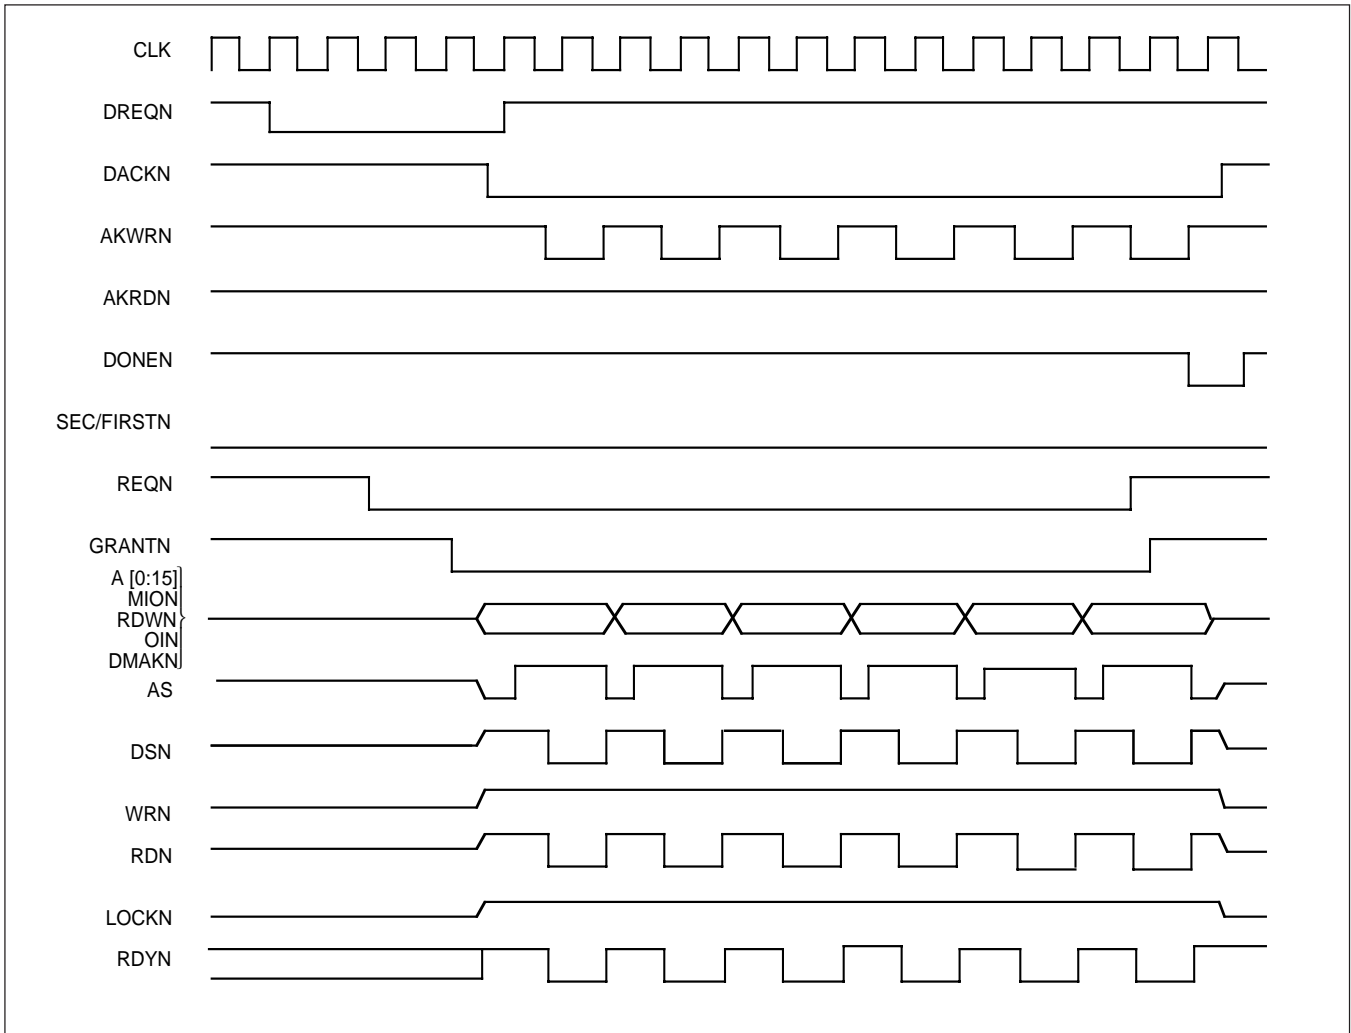 CLK
DREQN
DACKN
AKWRN
AKRDN
DONEN
SEC/FIRSTN
REQN
GRANTN
A [0:15]
MION
RDWN
OIN
DMAKN
AS
DSN
WRN
RDN
LOCKN
RDYN